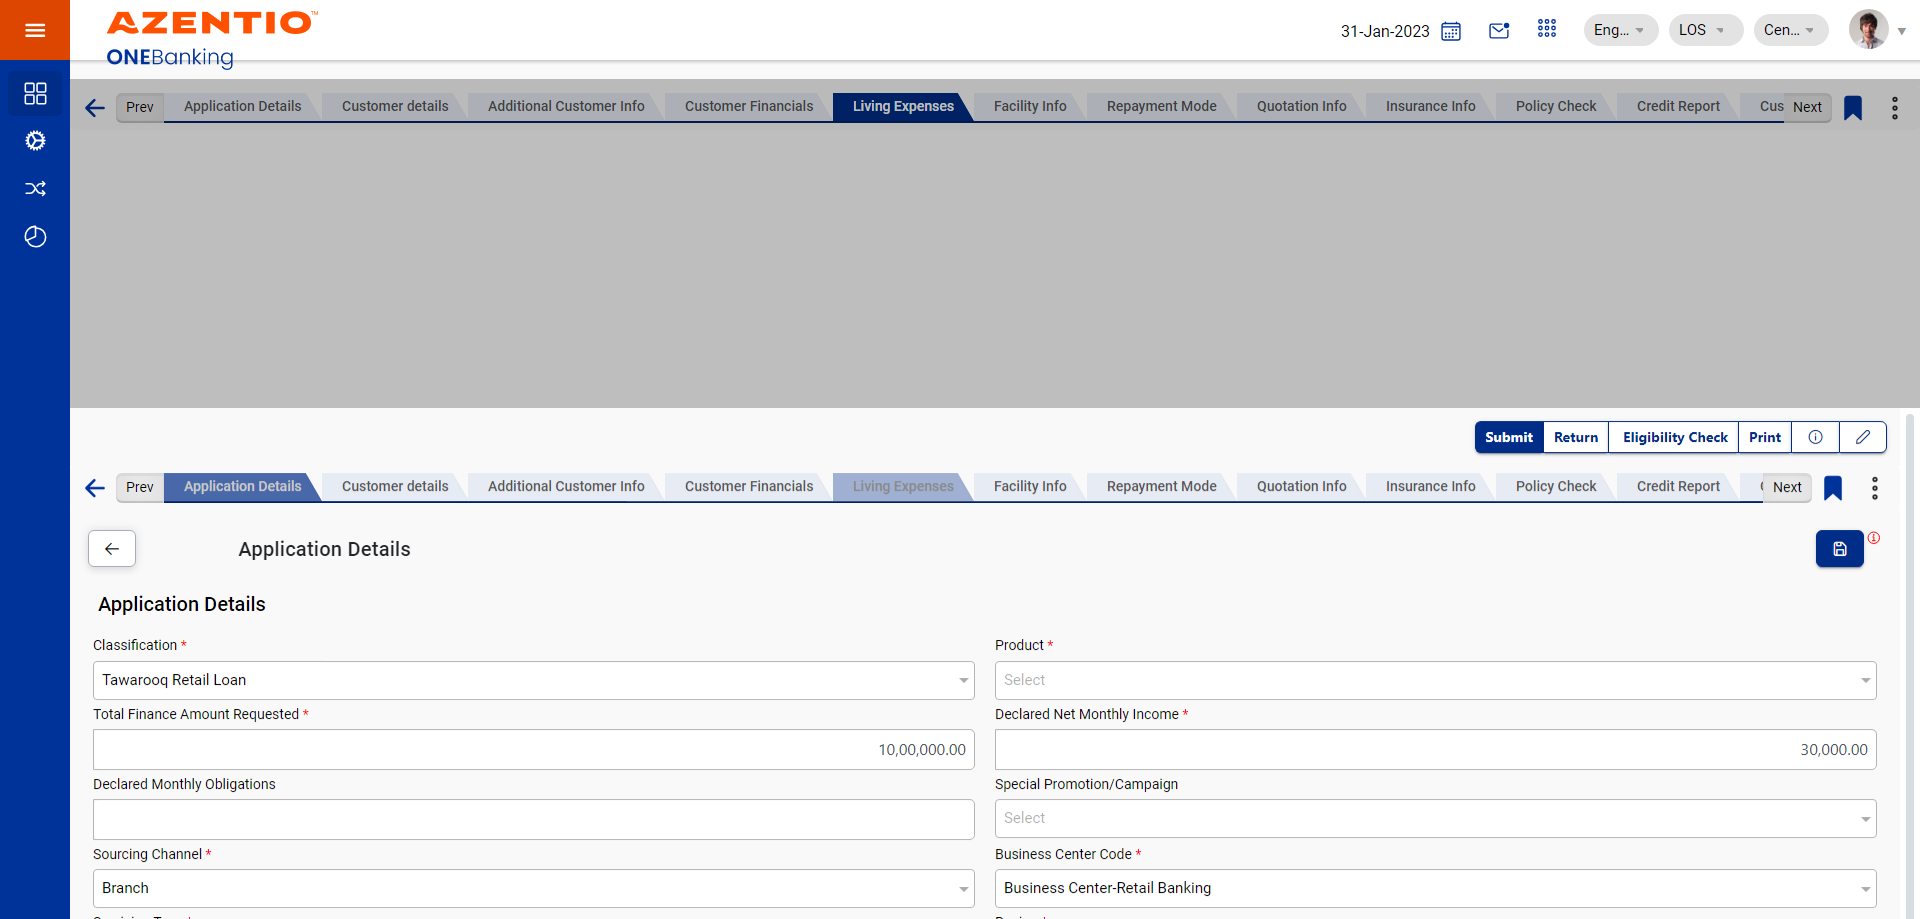 AZENTIO™
ONEBanking
31-Jan-2023
Eng...
LOS
Cen...
Prev
Application Details
Customer details
Additional Customer Info
Customer Financials
Living Expenses
Facility Info
Repayment Mode
Quotation Info
Insurance Info
Policy Check
Credit Report
Cus
Next
Submit
Return
Eligibility Check
Print
Prev
Application Details
Customer details
Additional Customer Info
Customer Financials
Living Expenses
Facility Info
Repayment Mode
Quotation Info
Insurance Info
Policy Check
Credit Report
Next
Application Details
Application Details
Classification *
Product *
Tawarooq Retail Loan
Select
Total Finance Amount Requested *
Declared Net Monthly Income *
10,00,000.00
30,000.00
Declared Monthly Obligations
Special Promotion/Campaign
Select
Sourcing Channel *
Business Center Code *
Branch
Business Center-Retail Banking